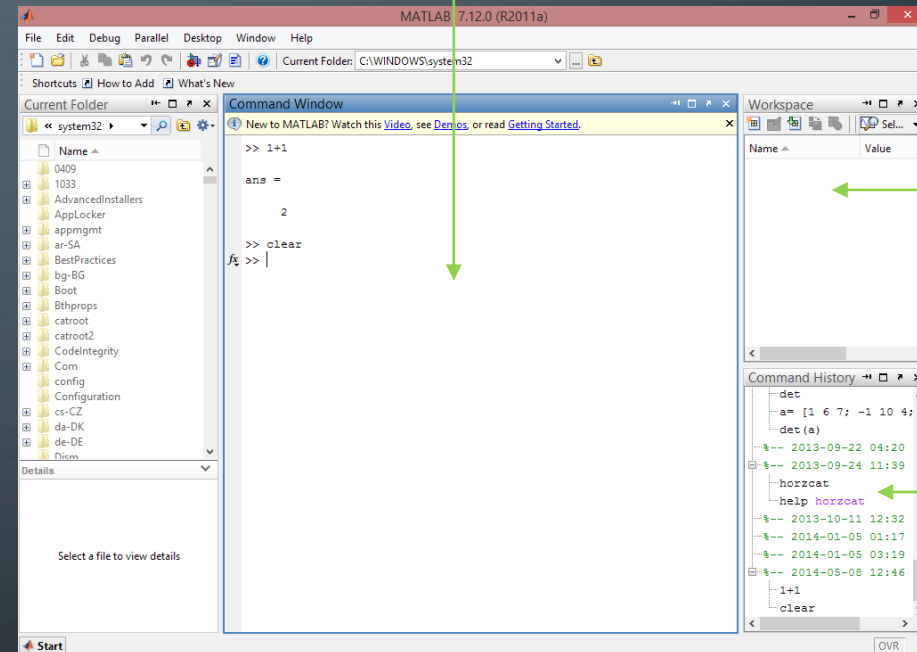 MATLAB 7.12.0 (R2011a)
File Edit Debug Parallel Desktop Window Help
Current Folder: C:\WINDOWS\system32
Shortcuts How to Add What's New
Current Folder
« system32
Name
0409
1033
AdvancedInstallers
AppLocker
appmgmt
ar-SA
BestPractices
bg-BG
Boot
Bthprops
catroot
catroot2
CodeIntegrity
Com
config
Configuration
cs-CZ
da-DK
de-DE
Dism
Details
Select a file to view details
Command Window
New to MATLAB? Watch this Video, see Demos, or read Getting Started.
>> 1+1
ans =
2
>> clear
fx >>
Workspace
Sel...
Name Value
Command History
det
a= [1 6 7; -1 10 4;
det(a)
%-- 2013-09-22 04:20
%-- 2013-09-24 11:39
horzcat
help horzcat
%-- 2013-10-11 12:32
%-- 2014-01-05 01:17
%-- 2014-01-05 03:19
%-- 2014-05-08 12:46
1+1
clear
Start
OVR